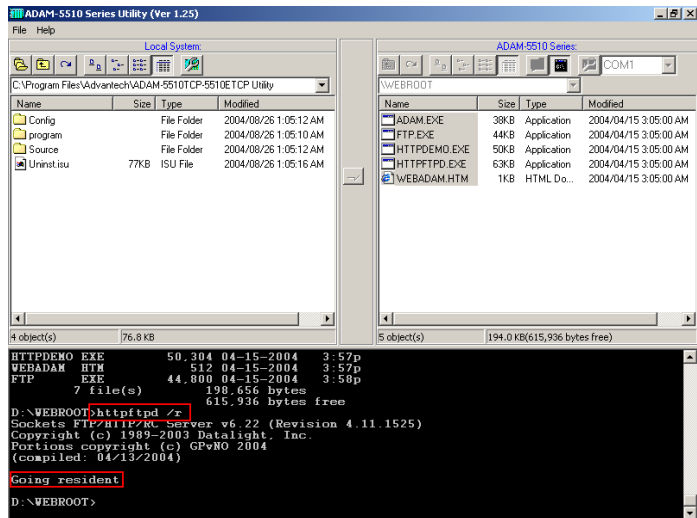 ADAM-5510 Series Utility (Ver 1.25)
File Help
Local System:
C:\Program Files\Advantech\ADAM-5510TCP-5510ETCP Utility
Name Size Type Modified
Config File Folder 2004/08/26 1:05:12 AM
program File Folder 2004/08/26 1:05:10 AM
Source File Folder 2004/08/26 1:05:12 AM
Uninst.isu 77KB ISU File 2004/08/26 1:05:16 AM
4 object(s) 76.8 KB
ADAM-5510 Series:
COM1
\WEBROOT
Name Size Type Modified
ADAM.EXE 38KB Application 2004/04/15 3:05:00 AM
FTP.EXE 44KB Application 2004/04/15 3:05:00 AM
HTTPDEMO.EXE 50KB Application 2004/04/15 3:05:00 AM
HTTPFTPD.EXE 63KB Application 2004/04/15 3:05:00 AM
WEBADAM.HTM 1KB HTML Do... 2004/04/15 3:05:00 AM
5 object(s) 194.0 KB(615,936 bytes free)
HTTPDEMO EXE 50,304 04-15-2004 3:57p
WEBADAM HTM 512 04-15-2004 3:57p
FTP EXE 44,800 04-15-2004 3:58p
7 file(s) 198,656 bytes
615,936 bytes free
D:\WEBROOT>httpftpd /r
Sockets FTP/HTTP/RC Server v6.22 (Revision 4.11.1525)
Copyright (c) 1989-2003 Datalight, Inc.
Portions copyright (c) GPvNO 2004
(compiled: 04/13/2004)
Going resident
D:\WEBROOT>